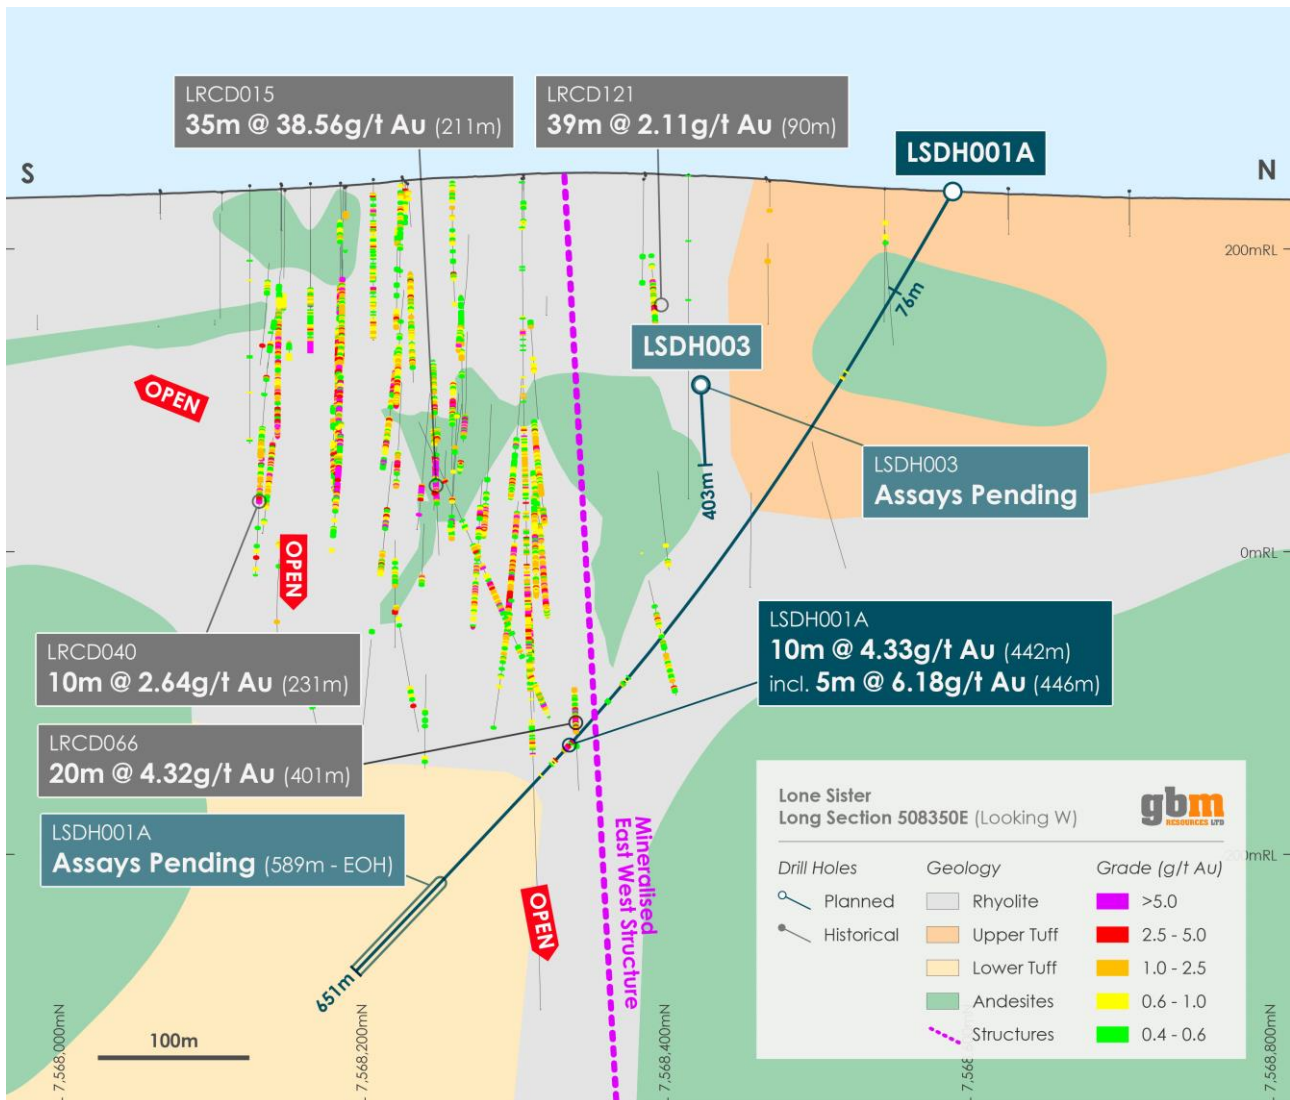 LRCD015
35m @ 38.56g/t Au (211m)
LRCD121
39m @ 2.11g/t Au (90m)
LSDH001A
S
N
200mRL
76m
LSDH003
OPEN
403m
LSDH003
Assays Pending
0mRL
OPEN
LRCD040
10m @ 2.64g/t Au (231m)
LSDH001A
10m @ 4.33g/t Au (442m)
incl. 5m @ 6.18g/t Au (446m)
LRCD066
20m @ 4.32g/t Au (401m)
LSDH001A
Assays Pending (589m - EOH)
Mineralised
East West Structure
OPEN
651m
100m
7,568,000mN
7,568,200mN
7,568,400mN
7,568,800mN
200mRL
Lone Sister
Long Section 508350E (Looking W)
gbm
RESOURCES LTD
Drill Holes
Planned
Historical
Geology
Rhyolite
Upper Tuff
Lower Tuff
Andesites
Structures
Grade (g/t Au)
>5.0
2.5 - 5.0
1.0 - 2.5
0.6 - 1.0
0.4 - 0.6